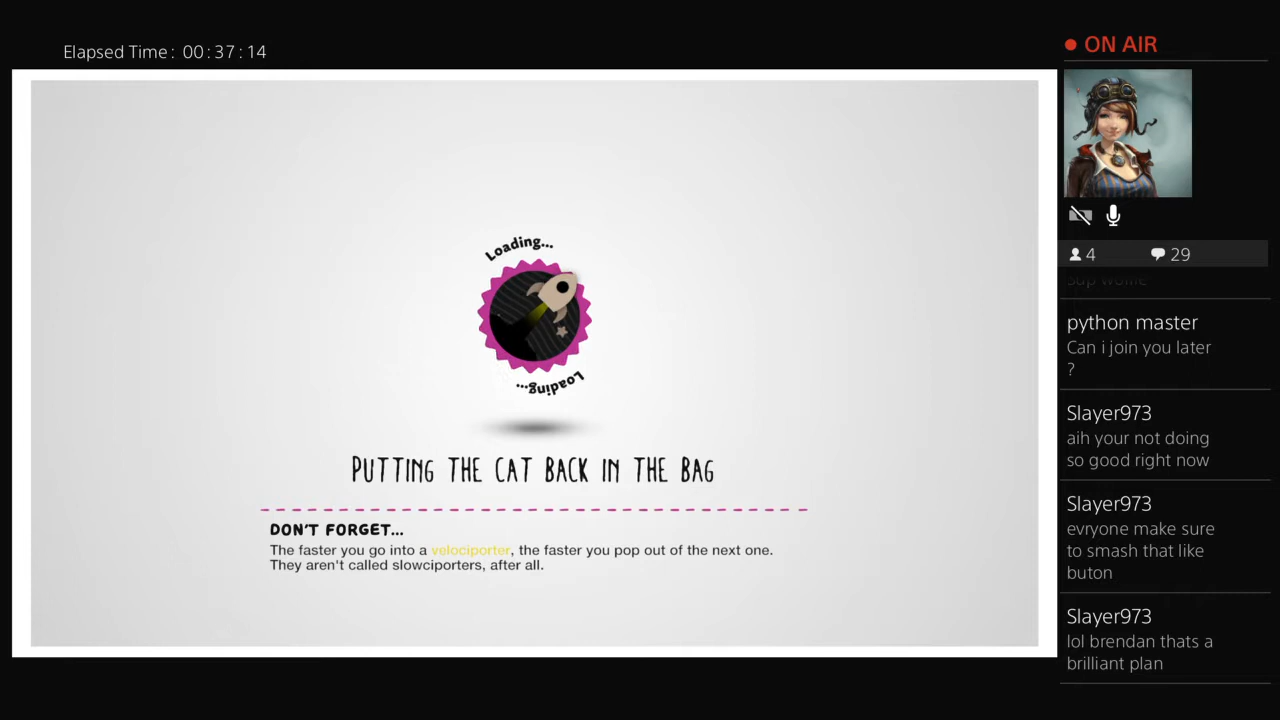 Elapsed Time: 00:37:14
ON AIR
Loading...
Loading...
PUTTING THE CAT BACK IN THE BAG
DON'T FORGET...
The faster you go into a velociporter, the faster you pop out of the next one.
They aren't called slowciporters, after all.
4
29
python master
Can i join you later
?
Slayer973
aih your not doing
so good right now
Slayer973
evryone make sure
to smash that like
buton
Slayer973
lol brendan thats a
brilliant plan